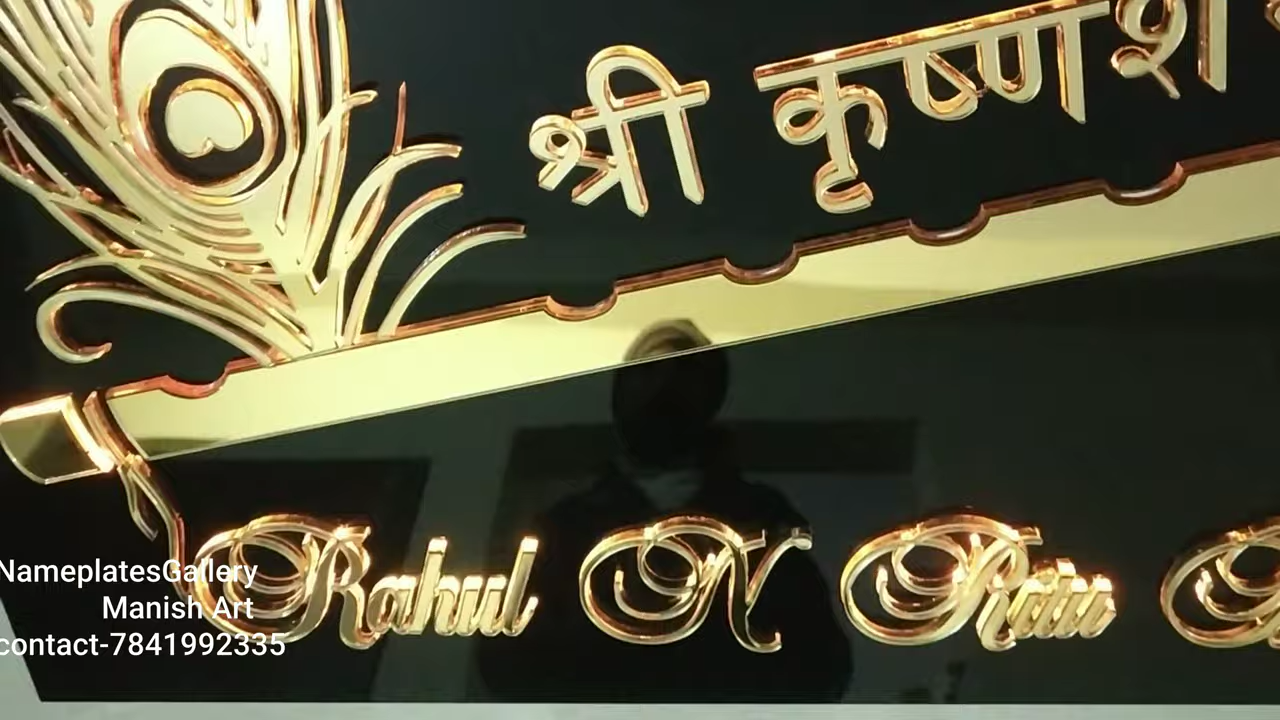 श्री कृष्ण
Rahul N Ritu
NameplatesGallery
Manish Art
contact-7841992335